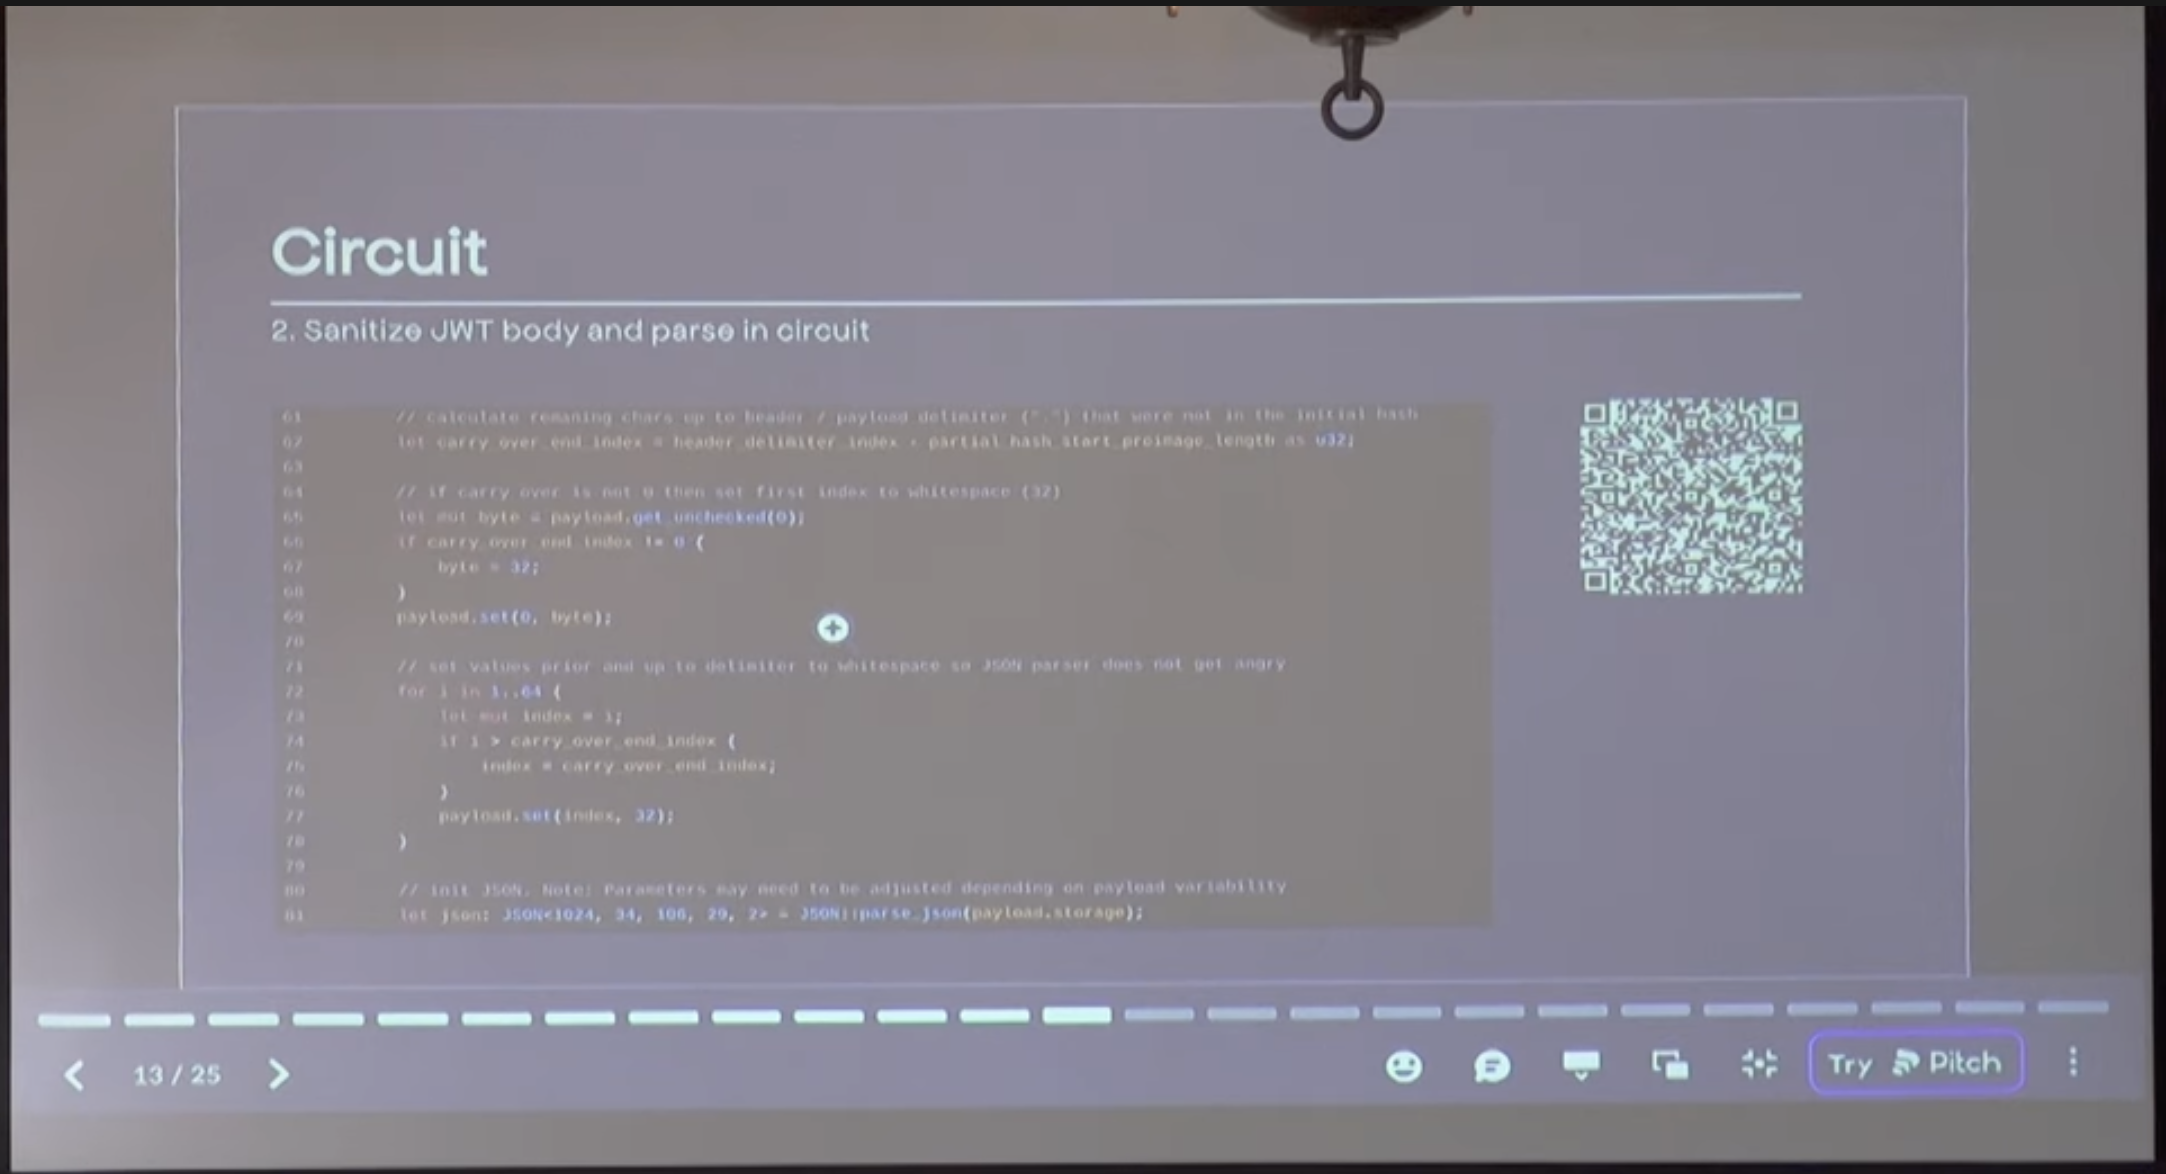 Circuit
2. Sanitize JWT body and parse in circuit
61 // calculate remaning chars up to header / payload delimiter (".") that were not in the initial hash
62 let carry_over_end_index = header_delimiter_index - partial_hash_start_preimage_length as u32;
63
64 // if carry over is not 0 then set first index to whitespace (32)
65 let mut byte = payload.get_unchecked(0);
66 if carry_over_end_index != 0 {
67 byte = 32;
68 }
69 payload.set(0, byte);
70
71 // set values prior and up to delimiter to whitespace so JSON parser does not get angry
72 for i in 1..64 {
73 let mut index = i;
74 if i > carry_over_end_index {
75 index = carry_over_end_index;
76 }
77 payload.set(index, 32);
78 }
79
80 // init JSON. Note: Parameters may need to be adjusted depending on payload variability
81 let json: JSON<1024, 34, 106, 29, 2> = JSON::parse_json(payload.storage);
13 / 25
Try Pitch